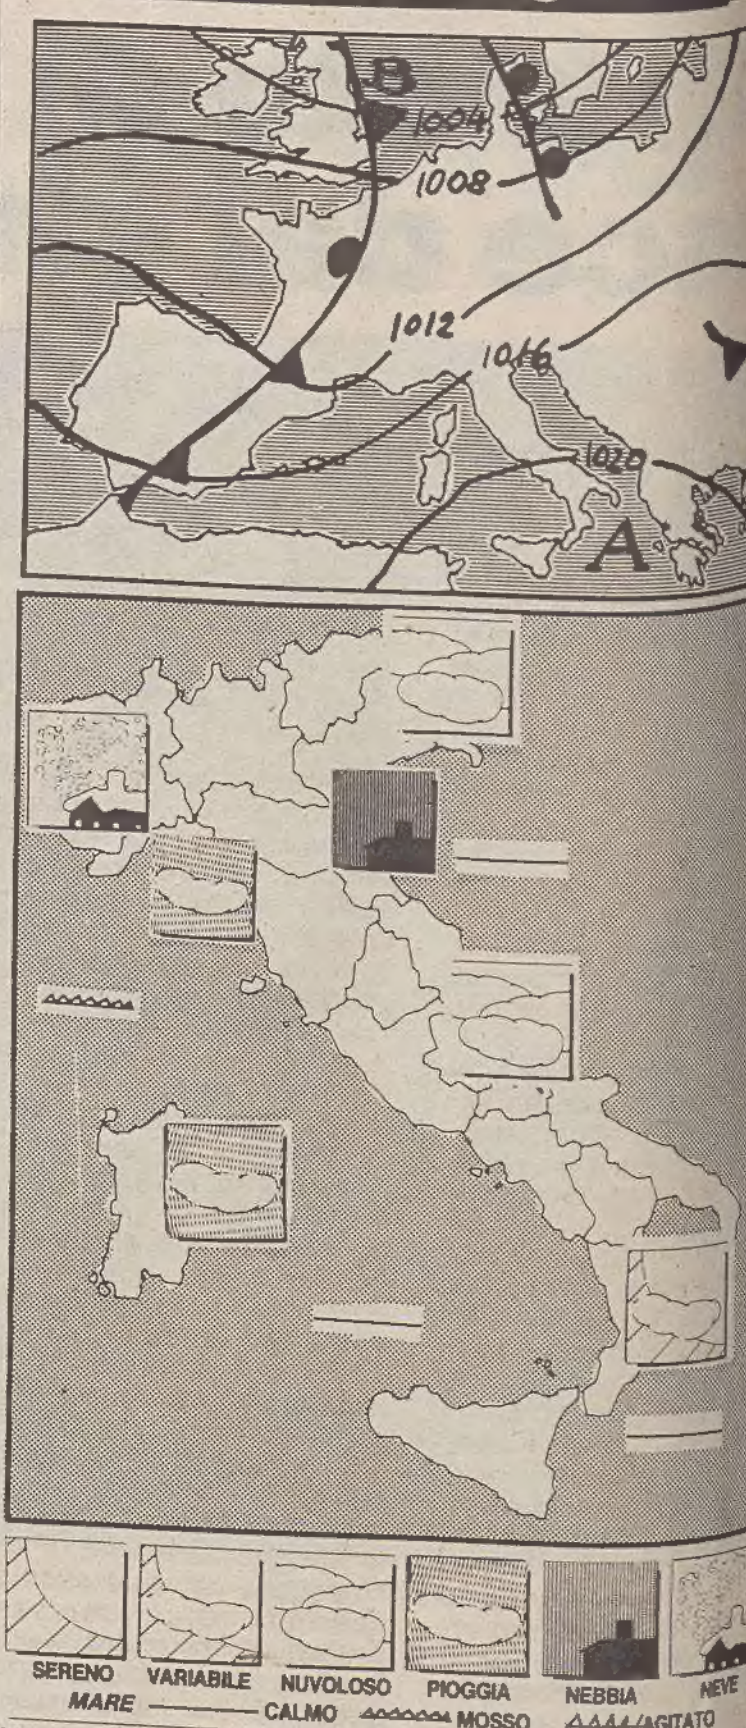 B
1004
1008
1012
1016
1020
A
SERENO VARIABILE NUVOLOSO PIOGGIA NEBBIA NEVE
MARE CALMO MOSSO AGITATO